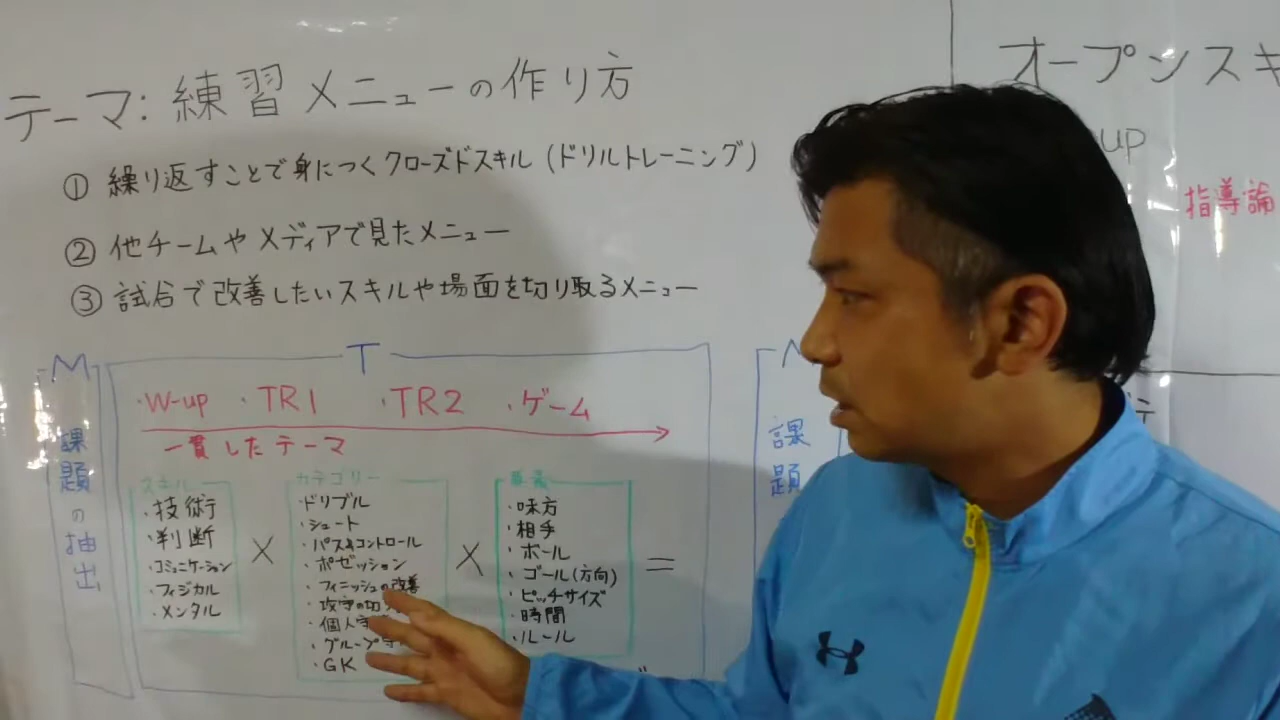 テーマ:練習メニューの作り方
① 繰り返すことで身につくクローズドスキル(ドリルトレーニング)
② 他チームやメディアで見たメニュー
③ 試合で改善したいスキルや場面を切り取るメニュー
M
課題の抽出
T
・W-up ・TR1 ・TR2 ・ゲーム
一貫したテーマ
スキル
・技術
・判断
・コミュニケーション
・フィジカル
・メンタル
×
カテゴリー
・ドリブル
・シュート
・パス&コントロール
・ポゼッション
・フィニッシュの改善
・攻守の切
・個人守
・グループ守
・GK
×
要素
・味方
・相手
・ボール
・ゴール(方向)
・ピッチサイズ
・時間
・ルール
=
課題
オープンスキ
up
指導論